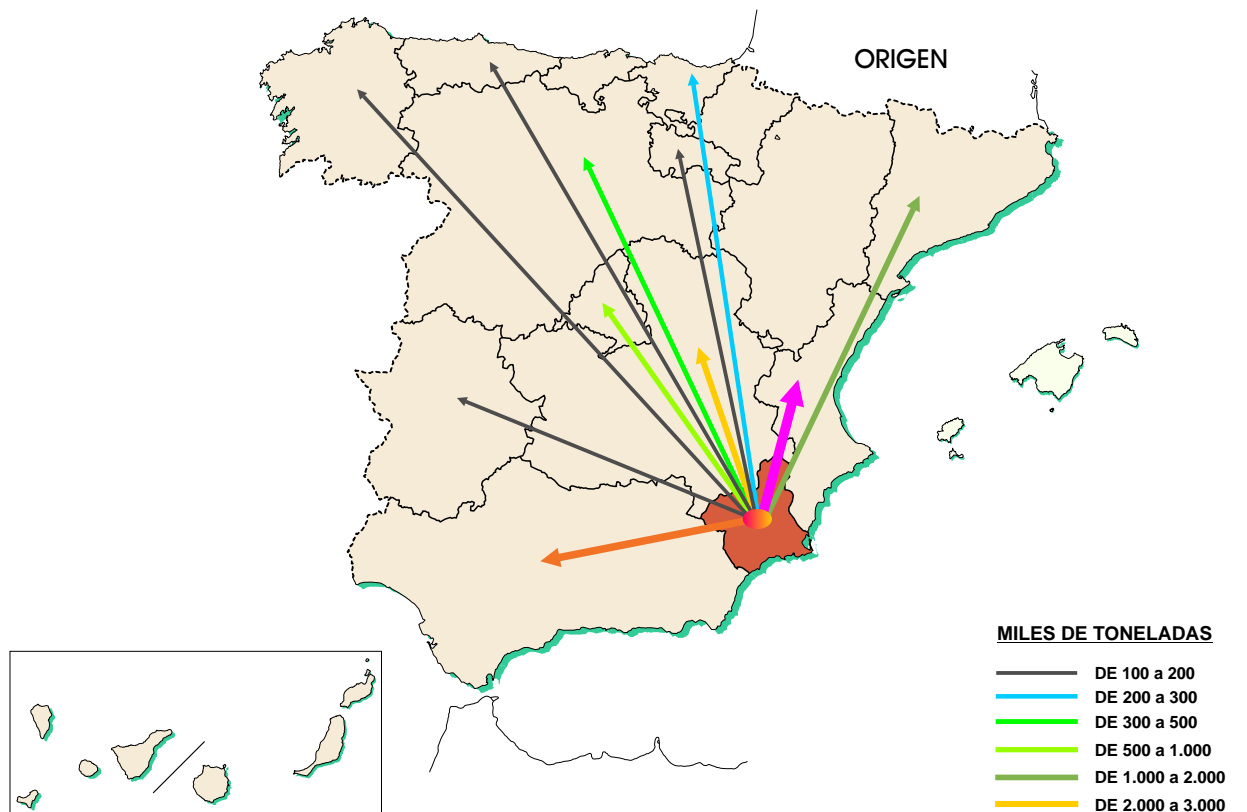 ORIGEN
MILES DE TONELADAS
DE 100 a 200
DE 200 a 300
DE 300 a 500
DE 500 a 1.000
DE 1.000 a 2.000
DE 2.000 a 3.000